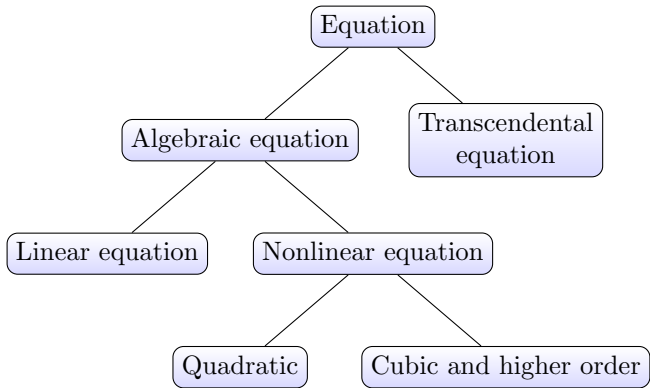 Equation
Algebraic equation
Transcendental
equation
Linear equation
Nonlinear equation
Quadratic
Cubic and higher order